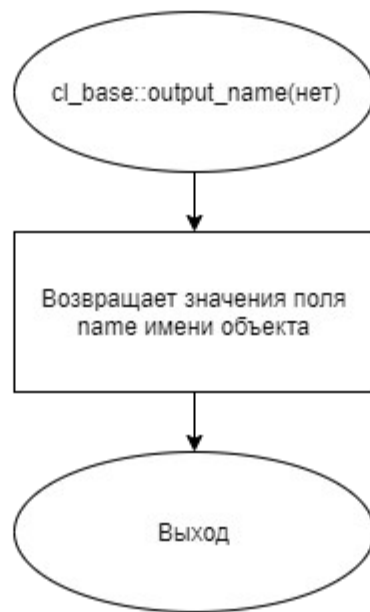 cl_base::output_name(нет)
Возвращает значения поля
name имени объекта
Выход